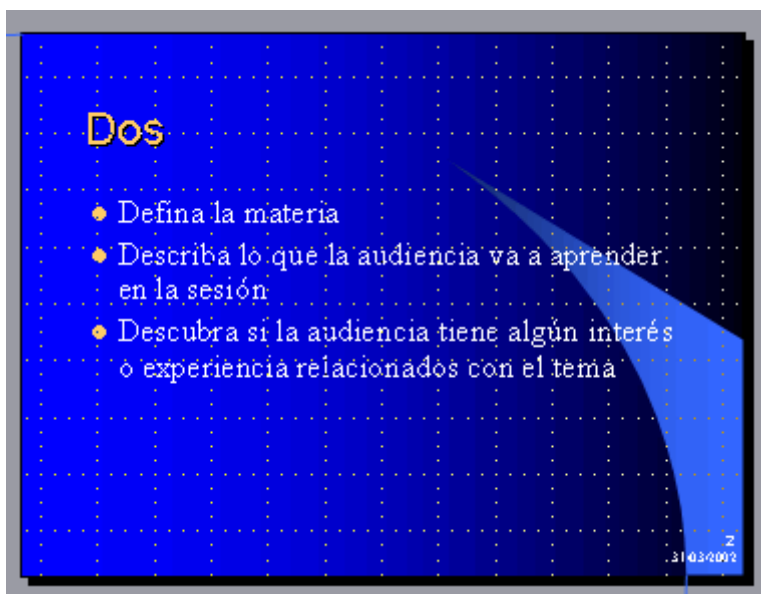 Dos
Defina la materia
Describa lo que la audiencia va a aprender
en la sesión
Descubra si la audiencia tiene algún interés
o experiencia relacionados con el tema
2
31/03/2002